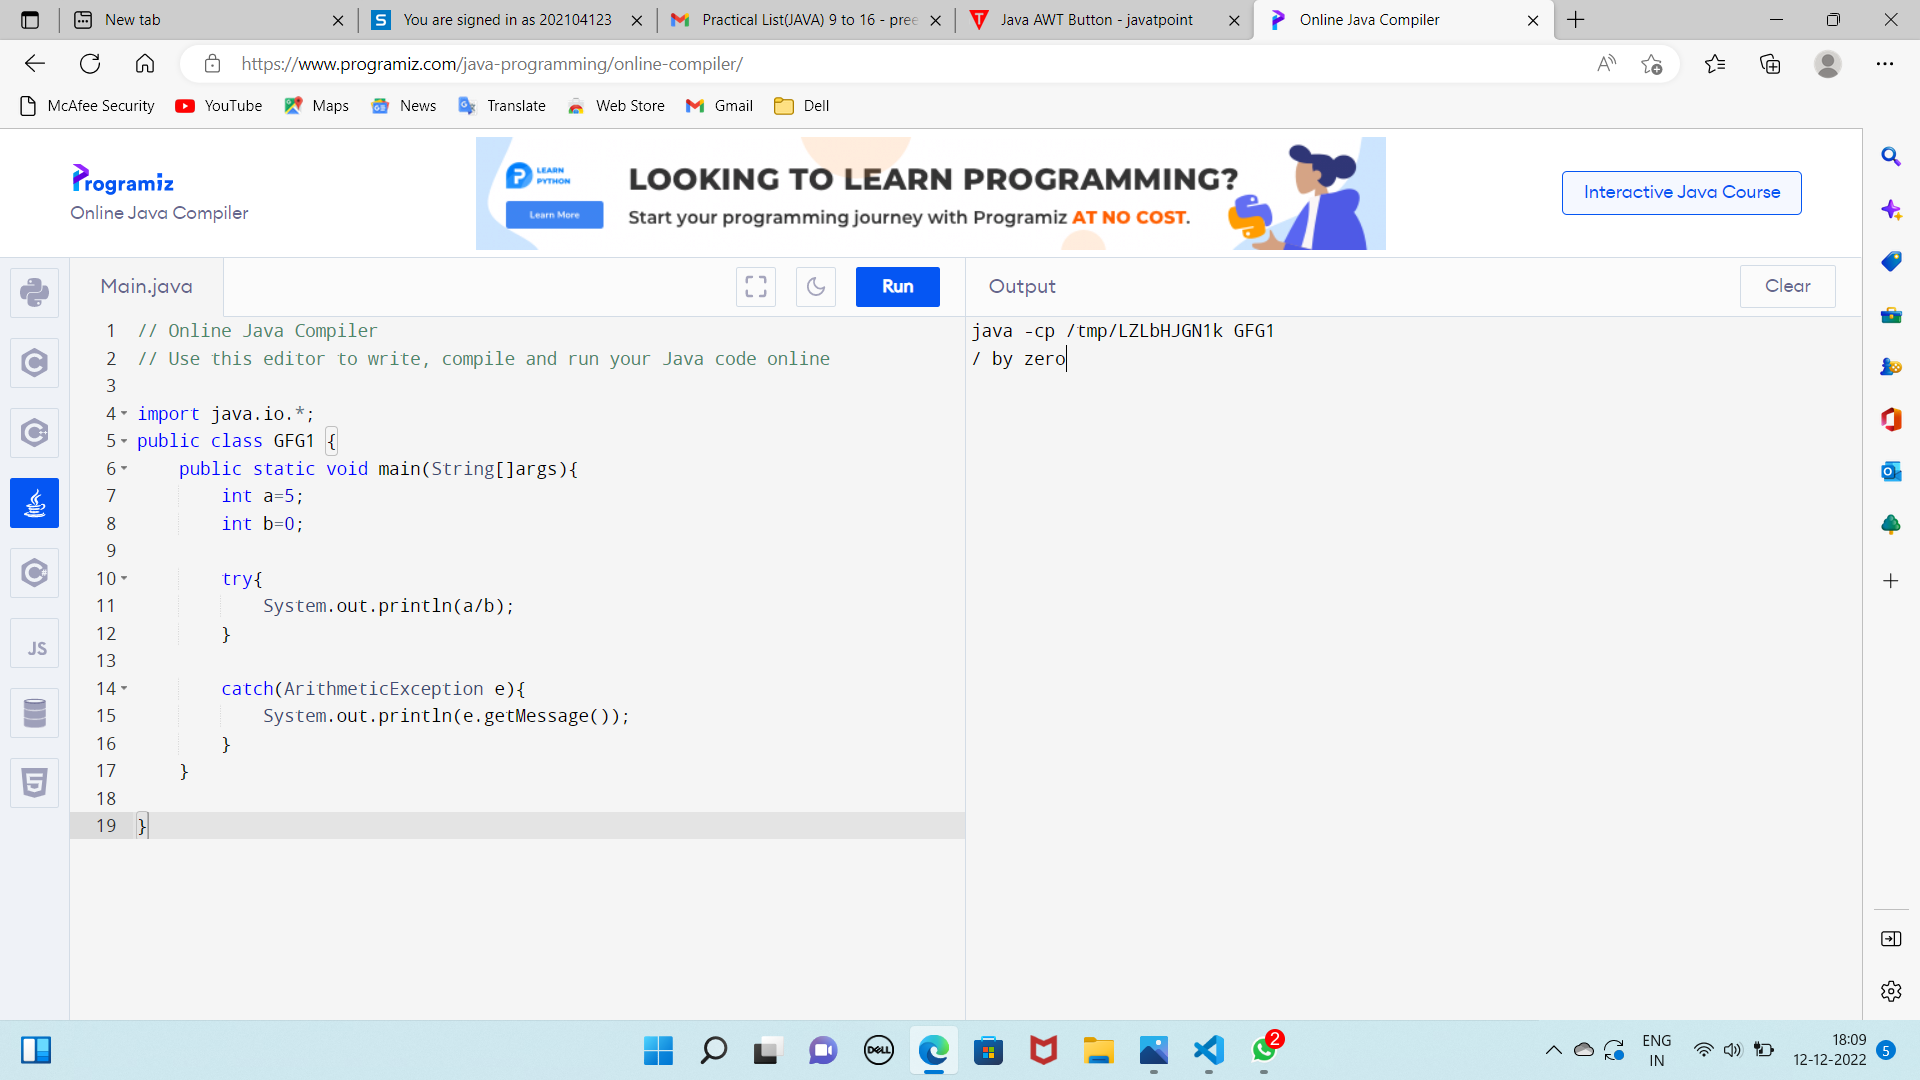 New tab
You are signed in as 202104123
Practical List(JAVA) 9 to 16 - pree
Java AWT Button - javatpoint
Online Java Compiler
https://www.programiz.com/java-programming/online-compiler/
McAfee Security YouTube Maps News Translate Web Store Gmail Dell
Programiz
Online Java Compiler
LEARN
PYTHON
Learn More
LOOKING TO LEARN PROGRAMMING?
Start your programming journey with Programiz AT NO COST.
Interactive Java Course
Main.java
Run
Output
Clear
1 // Online Java Compiler
2 // Use this editor to write, compile and run your Java code online
3
4 import java.io.*;
5 public class GFG1 {
6 public static void main(String[]args){
7 int a=5;
8 int b=0;
9
10 try{
11 System.out.println(a/b);
12 }
13
14 catch(ArithmeticException e){
15 System.out.println(e.getMessage());
16 }
17 }
18
19 }
java -cp /tmp/LZLbHJGN1k GFG1
/ by zero
JS
DELL
2
ENG
IN
18:09
12-12-2022
5